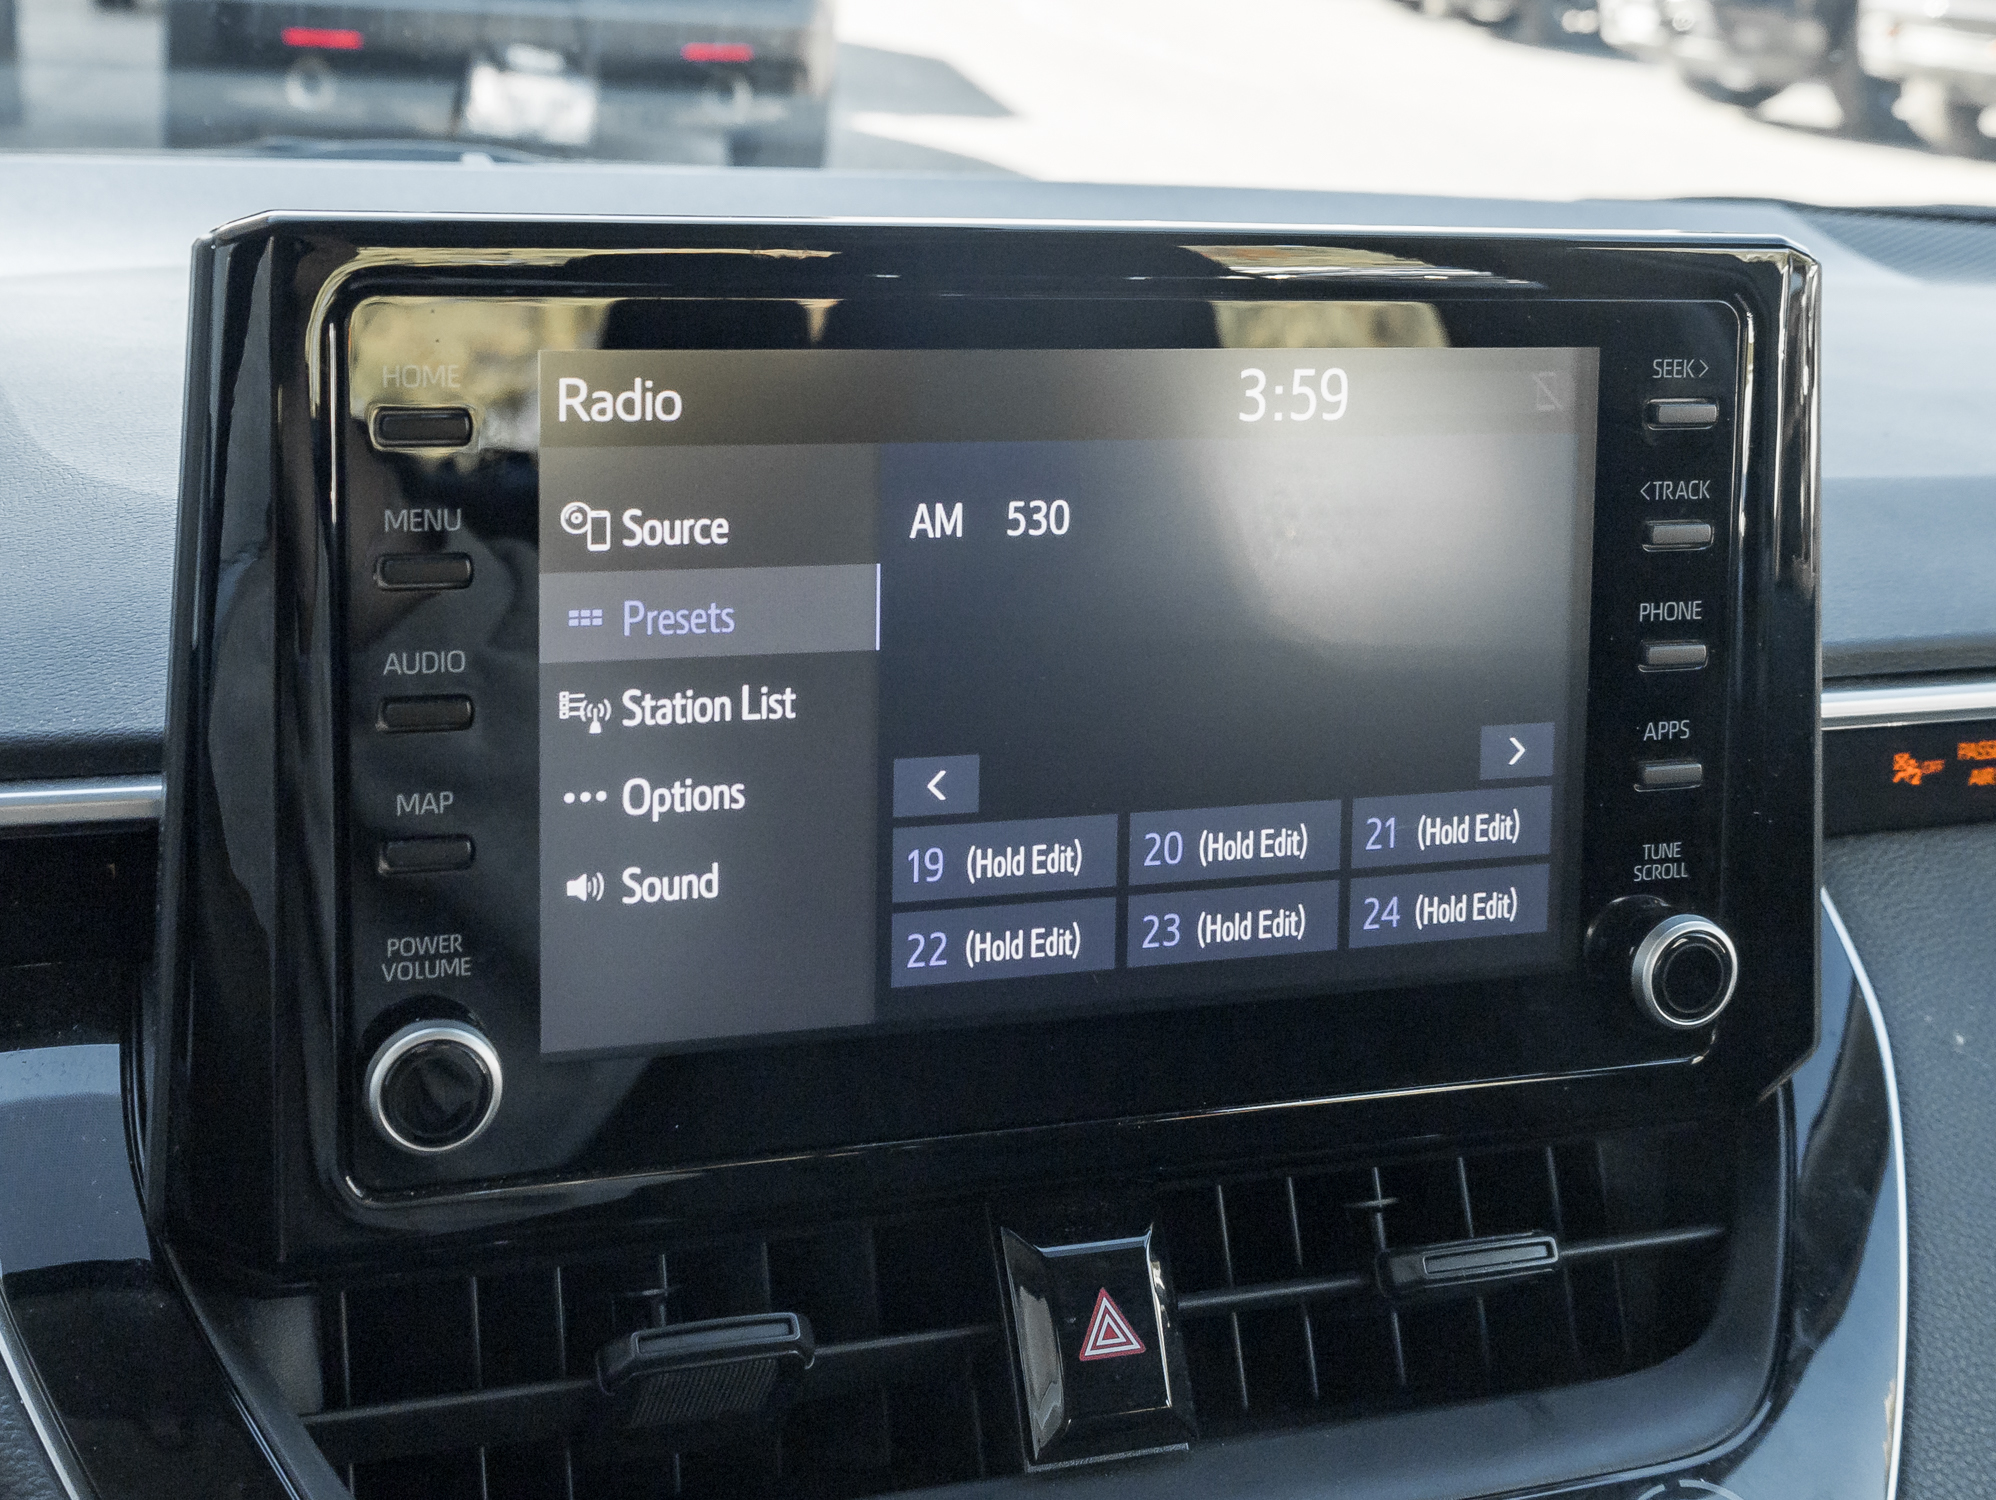 HOME
MENU
AUDIO
MAP
POWER
VOLUME
Radio
3:59
Source
Presets
Station List
Options
Sound
AM 530
<
>
19 (Hold Edit)
20 (Hold Edit)
21 (Hold Edit)
22 (Hold Edit)
23 (Hold Edit)
24 (Hold Edit)
SEEK>
<TRACK
PHONE
APPS
TUNE
SCROLL
OFF